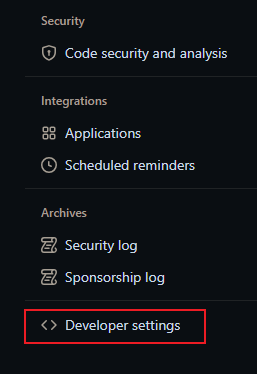 Security
Code security and analysis
Integrations
Applications
Scheduled reminders
Archives
Security log
Sponsorship log
Developer settings